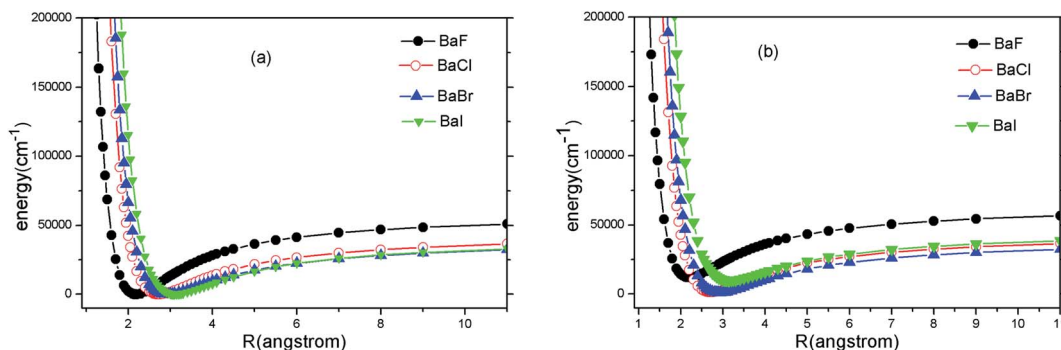 200000
150000
100000
50000
0
energy(cm⁻¹)
(a)
BaF
BaCl
BaBr
BaI
2
4
6
8
10
R(angstrom)
200000
150000
100000
50000
0
energy(cm⁻¹)
(b)
BaF
BaCl
BaBr
BaI
1
2
3
4
5
6
7
8
9
10
11
R(angstrom)